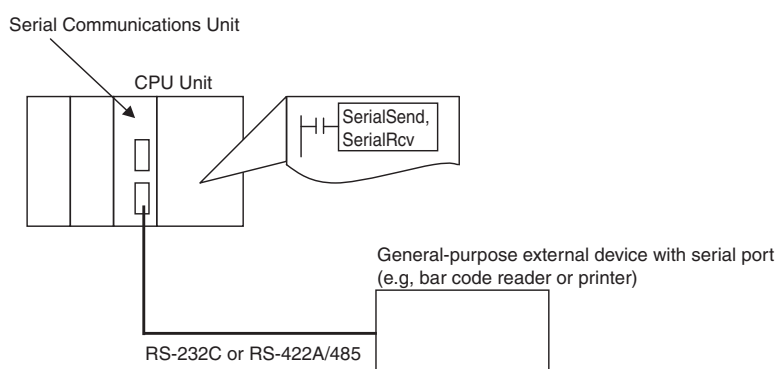 Serial Communications Unit
CPU Unit
SerialSend,
SerialRcv
General-purpose external device with serial port
(e.g, bar code reader or printer)
RS-232C or RS-422A/485